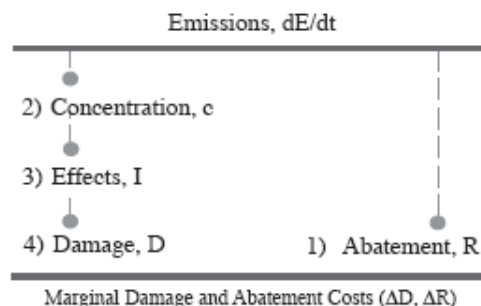 Emissions, dE/dt
2) Concentration, c
3) Effects, I
4) Damage, D
1) Abatement, R
Marginal Damage and Abatement Costs (ΔD, ΔR)